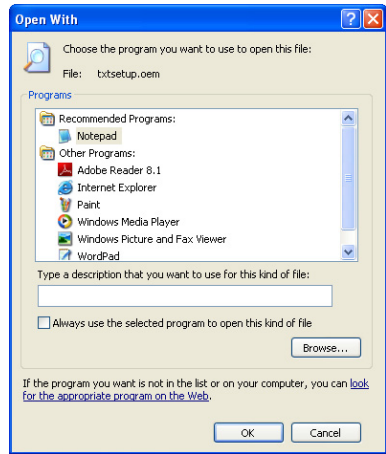 Open With
Choose the program you want to use to open this file:
File: txtsetup.oem
Programs
Recommended Programs:
Notepad
Other Programs:
Adobe Reader 8.1
Internet Explorer
Paint
Windows Media Player
Windows Picture and Fax Viewer
WordPad
Type a description that you want to use for this kind of file:
Always use the selected program to open this kind of file
Browse...
If the program you want is not in the list or on your computer, you can look
for the appropriate program on the Web.
OK Cancel